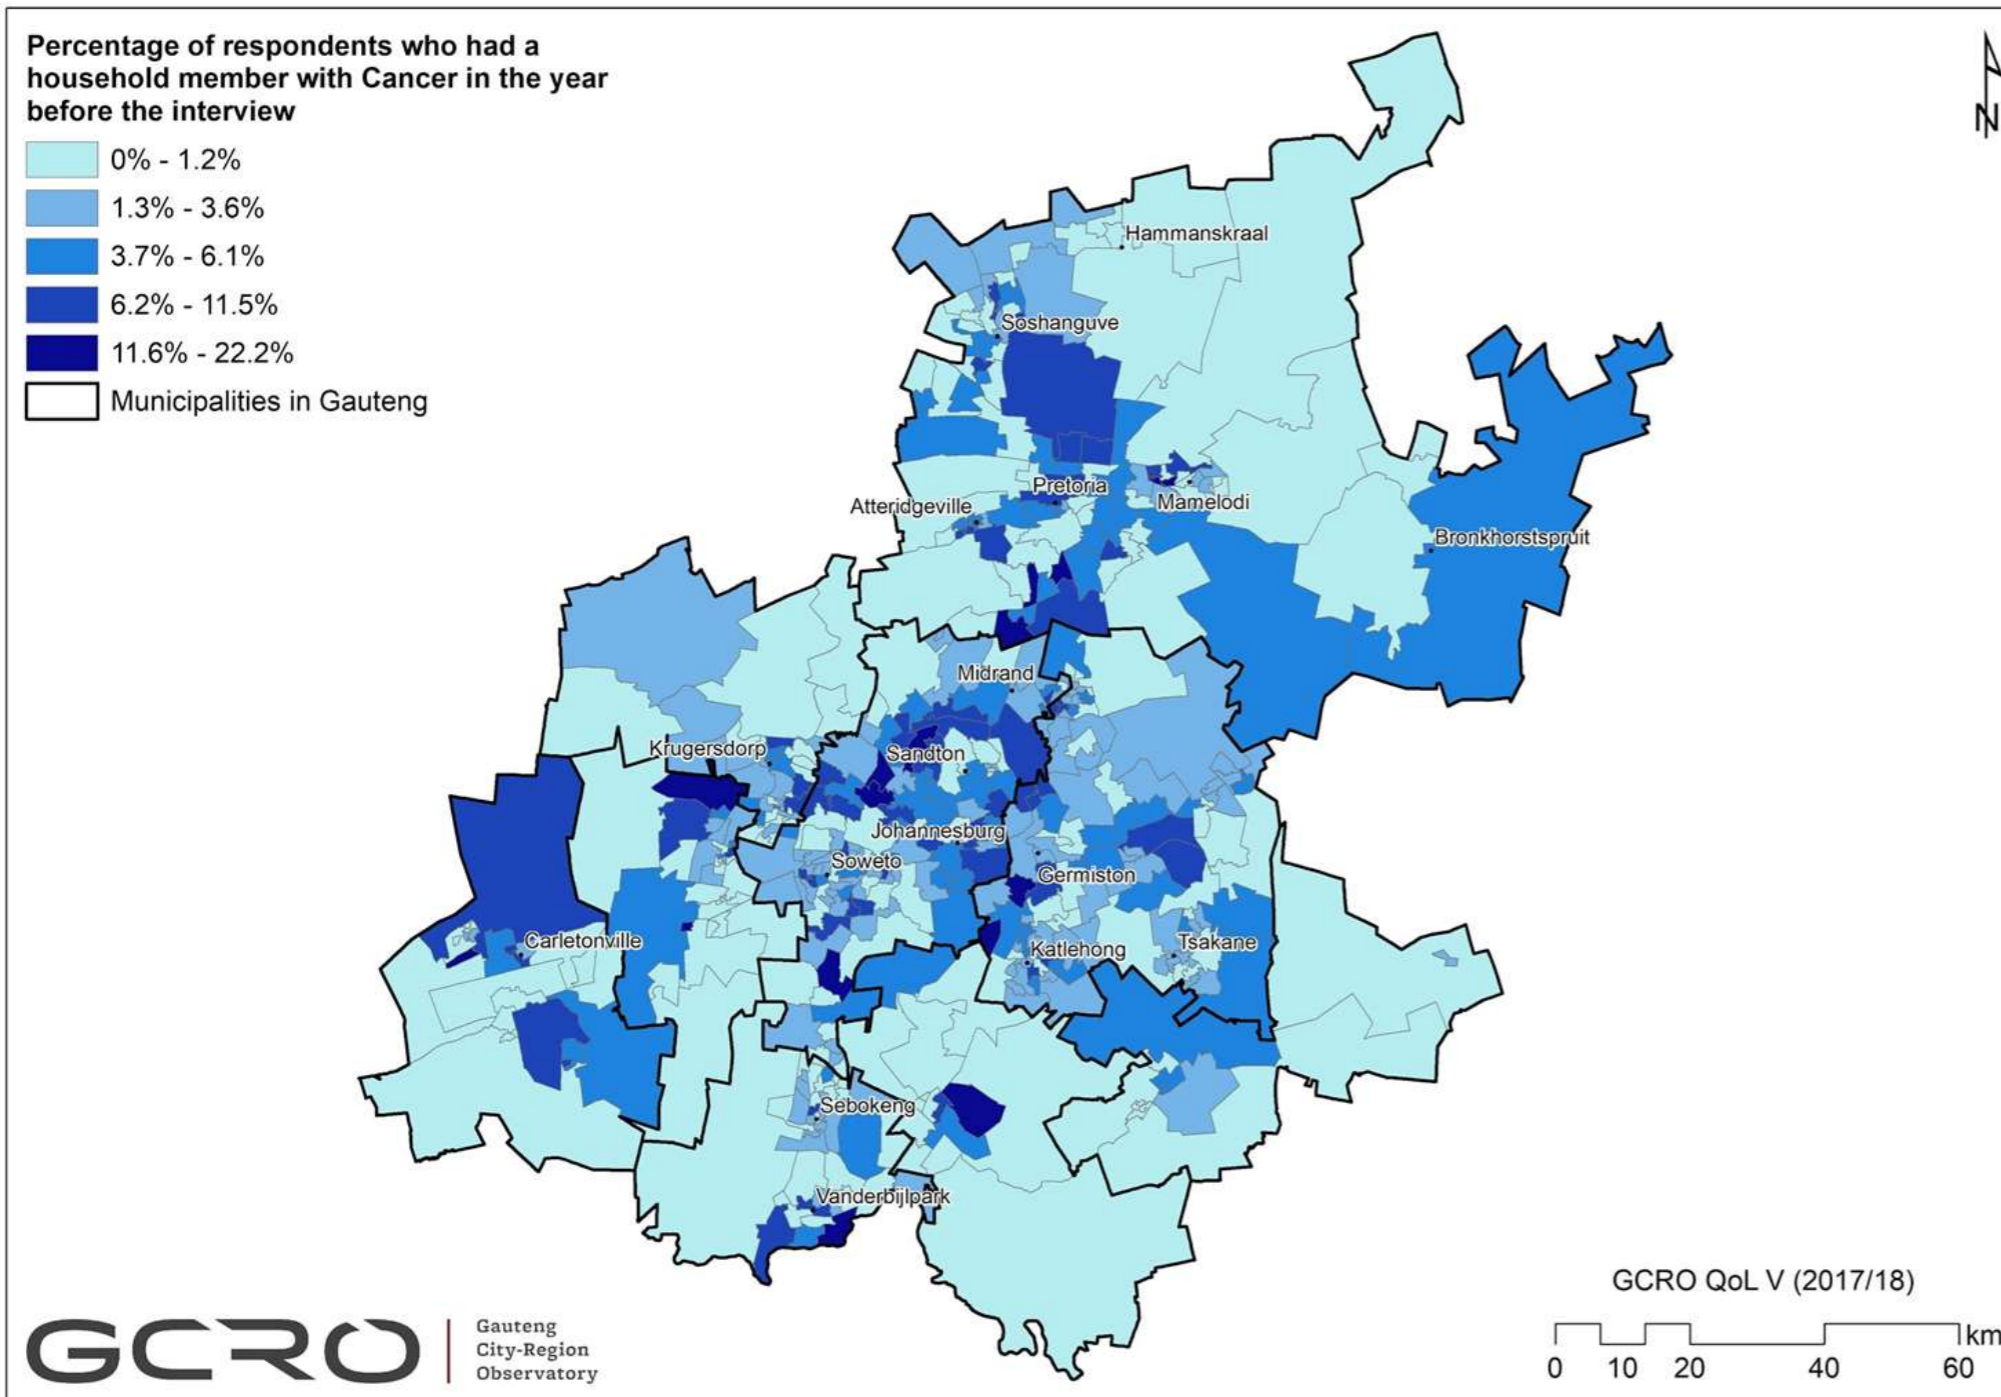 Percentage of respondents who had a
household member with Cancer in the year
before the interview
0% - 1.2%
1.3% - 3.6%
3.7% - 6.1%
6.2% - 11.5%
11.6% - 22.2%
Municipalities in Gauteng
N
Hammanskraal
Soshanguve
Pretoria
Atteridgeville
Mamelodi
Bronkhorstspruit
Midrand
Krugersdorp
Sandton
Johannesburg
Soweto
Germiston
Carletonville
Katlehong
Tsakane
Sebokeng
Vanderbijlpark
GCRO QoL V (2017/18)
km
0 10 20 40 60
GCRO
Gauteng
City-Region
Observatory